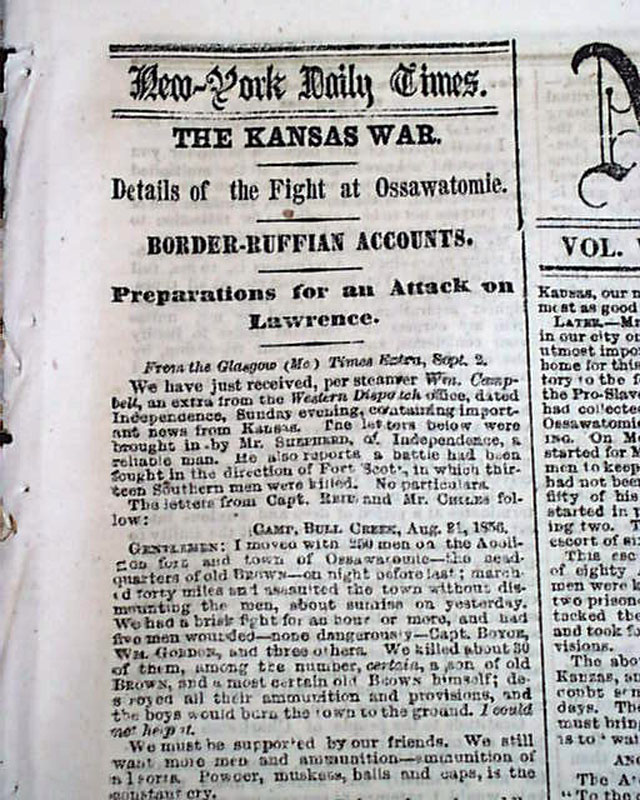 New-York Daily Times.
THE KANSAS WAR.
Details of the Fight at Ossawatomie.
BORDER-RUFFIAN ACCOUNTS.
Preparations for an Attack on
Lawrence.
From the Glasgow (Mo) Times Extra, Sept. 2.
We have just received, per steamer Wm. Camp-
bell, an extra from the Western Dispatch office, dated
Independence, Sunday evening, containing import-
ant news from Kansas. The letters below were
brought in by Mr. SHEPHERD, of Independence, a
reliable man. He also reports a battle had been
fought in the direction of Fort Scott, in which thir-
teen Southern men were killed. No particulars.
The letters from Capt. REID and Mr. CHILES fol-
low:
CAMP, BULL CREEK, Aug. 31, 1856.
GENTLEMEN: I moved with 250 men on the Aboli-
tion fort and town of Ossawatomie—the head-
quarters of old BROWN—on night before last; march-
ed forty miles and assaulted the town without dis-
mounting the men, about sunrise on yesterday.
We had a brisk fight for an hour or more, and had
five men wounded—none dangerously—Capt. BOYCE,
WM. GORDON, and three others. We killed about 30
of them, among the number, certain, a son of old
BROWN, and almost certain old BROWN himself; de-
stroyed all their ammunition and provisions, and
the boys would burn the town to the ground. I could
not help it.
We must be supported by our friends. We still
want more men and ammunition—ammunition of
all sorts. Powder, muskets, balls and caps, is the
constant cry.
N
VOL.
Kansas, our
most as good
LATER.—
in our city
utmost
home for this
tory to the
the Pro-Slave
had collected
Ossawatomie
On M
started for
men to keep
had not been
of his
started in
ing two. T
escort of
This
of eighty
men were
two
tacked the
and took
visions.
The
Kansas, an
doubt
days. The
must bring
is to
AN
The
"To the